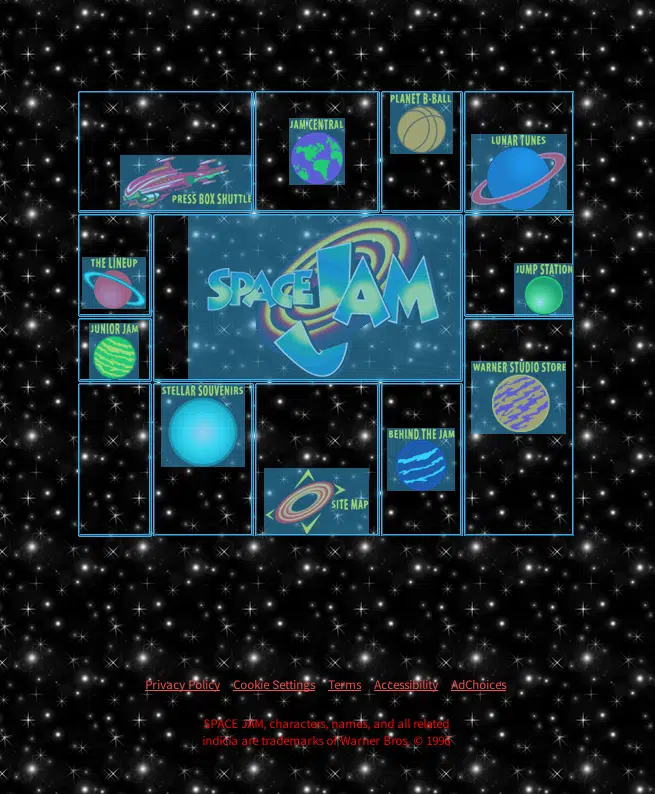 PLANET B-BALL
JAM CENTRAL
LUNAR TUNES
PRESS BOX SHUTTLE
THE LINEUP
SPACE JAM
JUMP STATION
JUNIOR JAM
WARNER STUDIO STORE
STELLAR SOUVENIRS
BEHIND THE JAM
SITE MAP
Privacy Policy Cookie Settings Terms Accessibility AdChoices
SPACE JAM, characters, names, and all related
indicia are trademarks of Warner Bros. © 1996